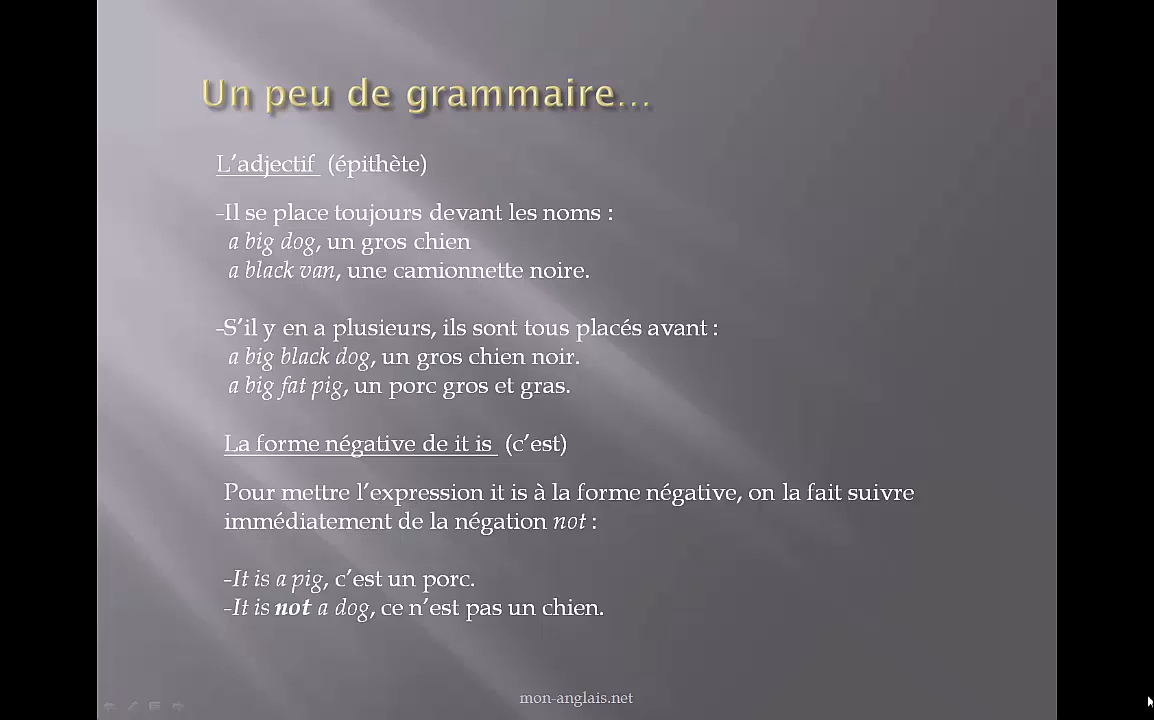 Un peu de grammaire...
L'adjectif (épithète)
-Il se place toujours devant les noms :
a big dog, un gros chien
a black van, une camionnette noire.
-S'il y en a plusieurs, ils sont tous placés avant :
a big black dog, un gros chien noir.
a big fat pig, un porc gros et gras.
La forme négative de it is (c'est)
Pour mettre l'expression it is à la forme négative, on la fait suivre
immédiatement de la négation not :
-It is a pig, c'est un porc.
-It is not a dog, ce n'est pas un chien.
mon-anglais.net